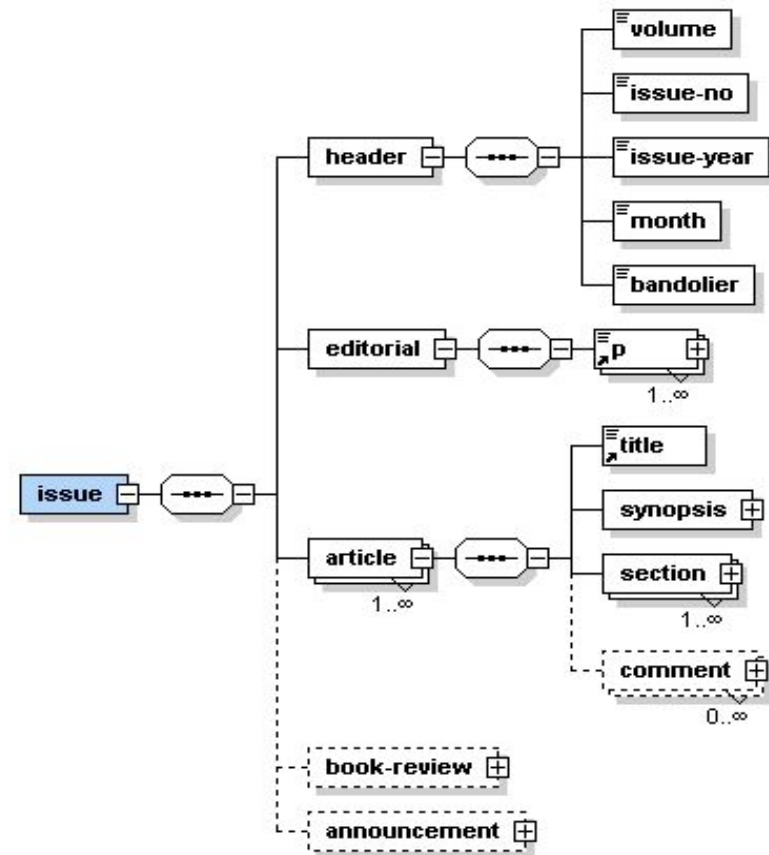 volume
issue-no
header
issue-year
month
bandolier
editorial
p
1..∞
title
issue
synopsis
article
section
1..∞
1..∞
comment
0..∞
book-review
announcement